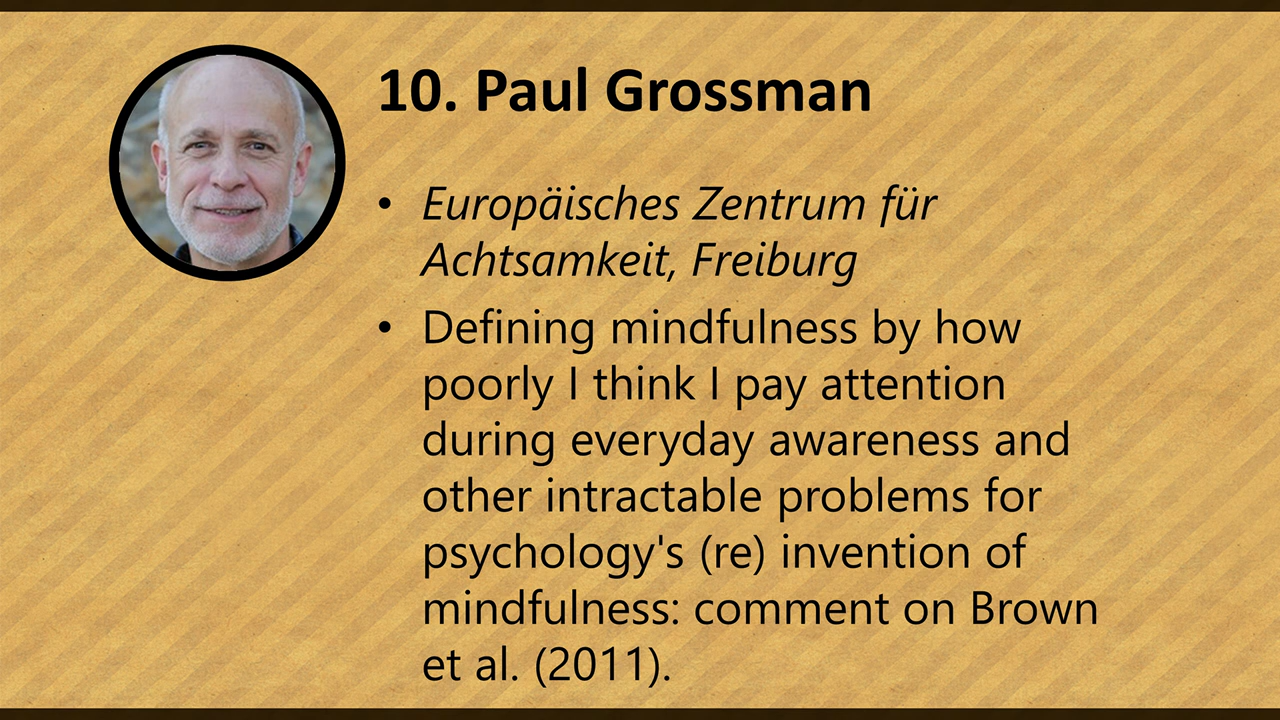 10. Paul Grossman
• Europäisches Zentrum für
Achtsamkeit, Freiburg
• Defining mindfulness by how
poorly I think I pay attention
during everyday awareness and
other intractable problems for
psychology's (re) invention of
mindfulness: comment on Brown
et al. (2011).